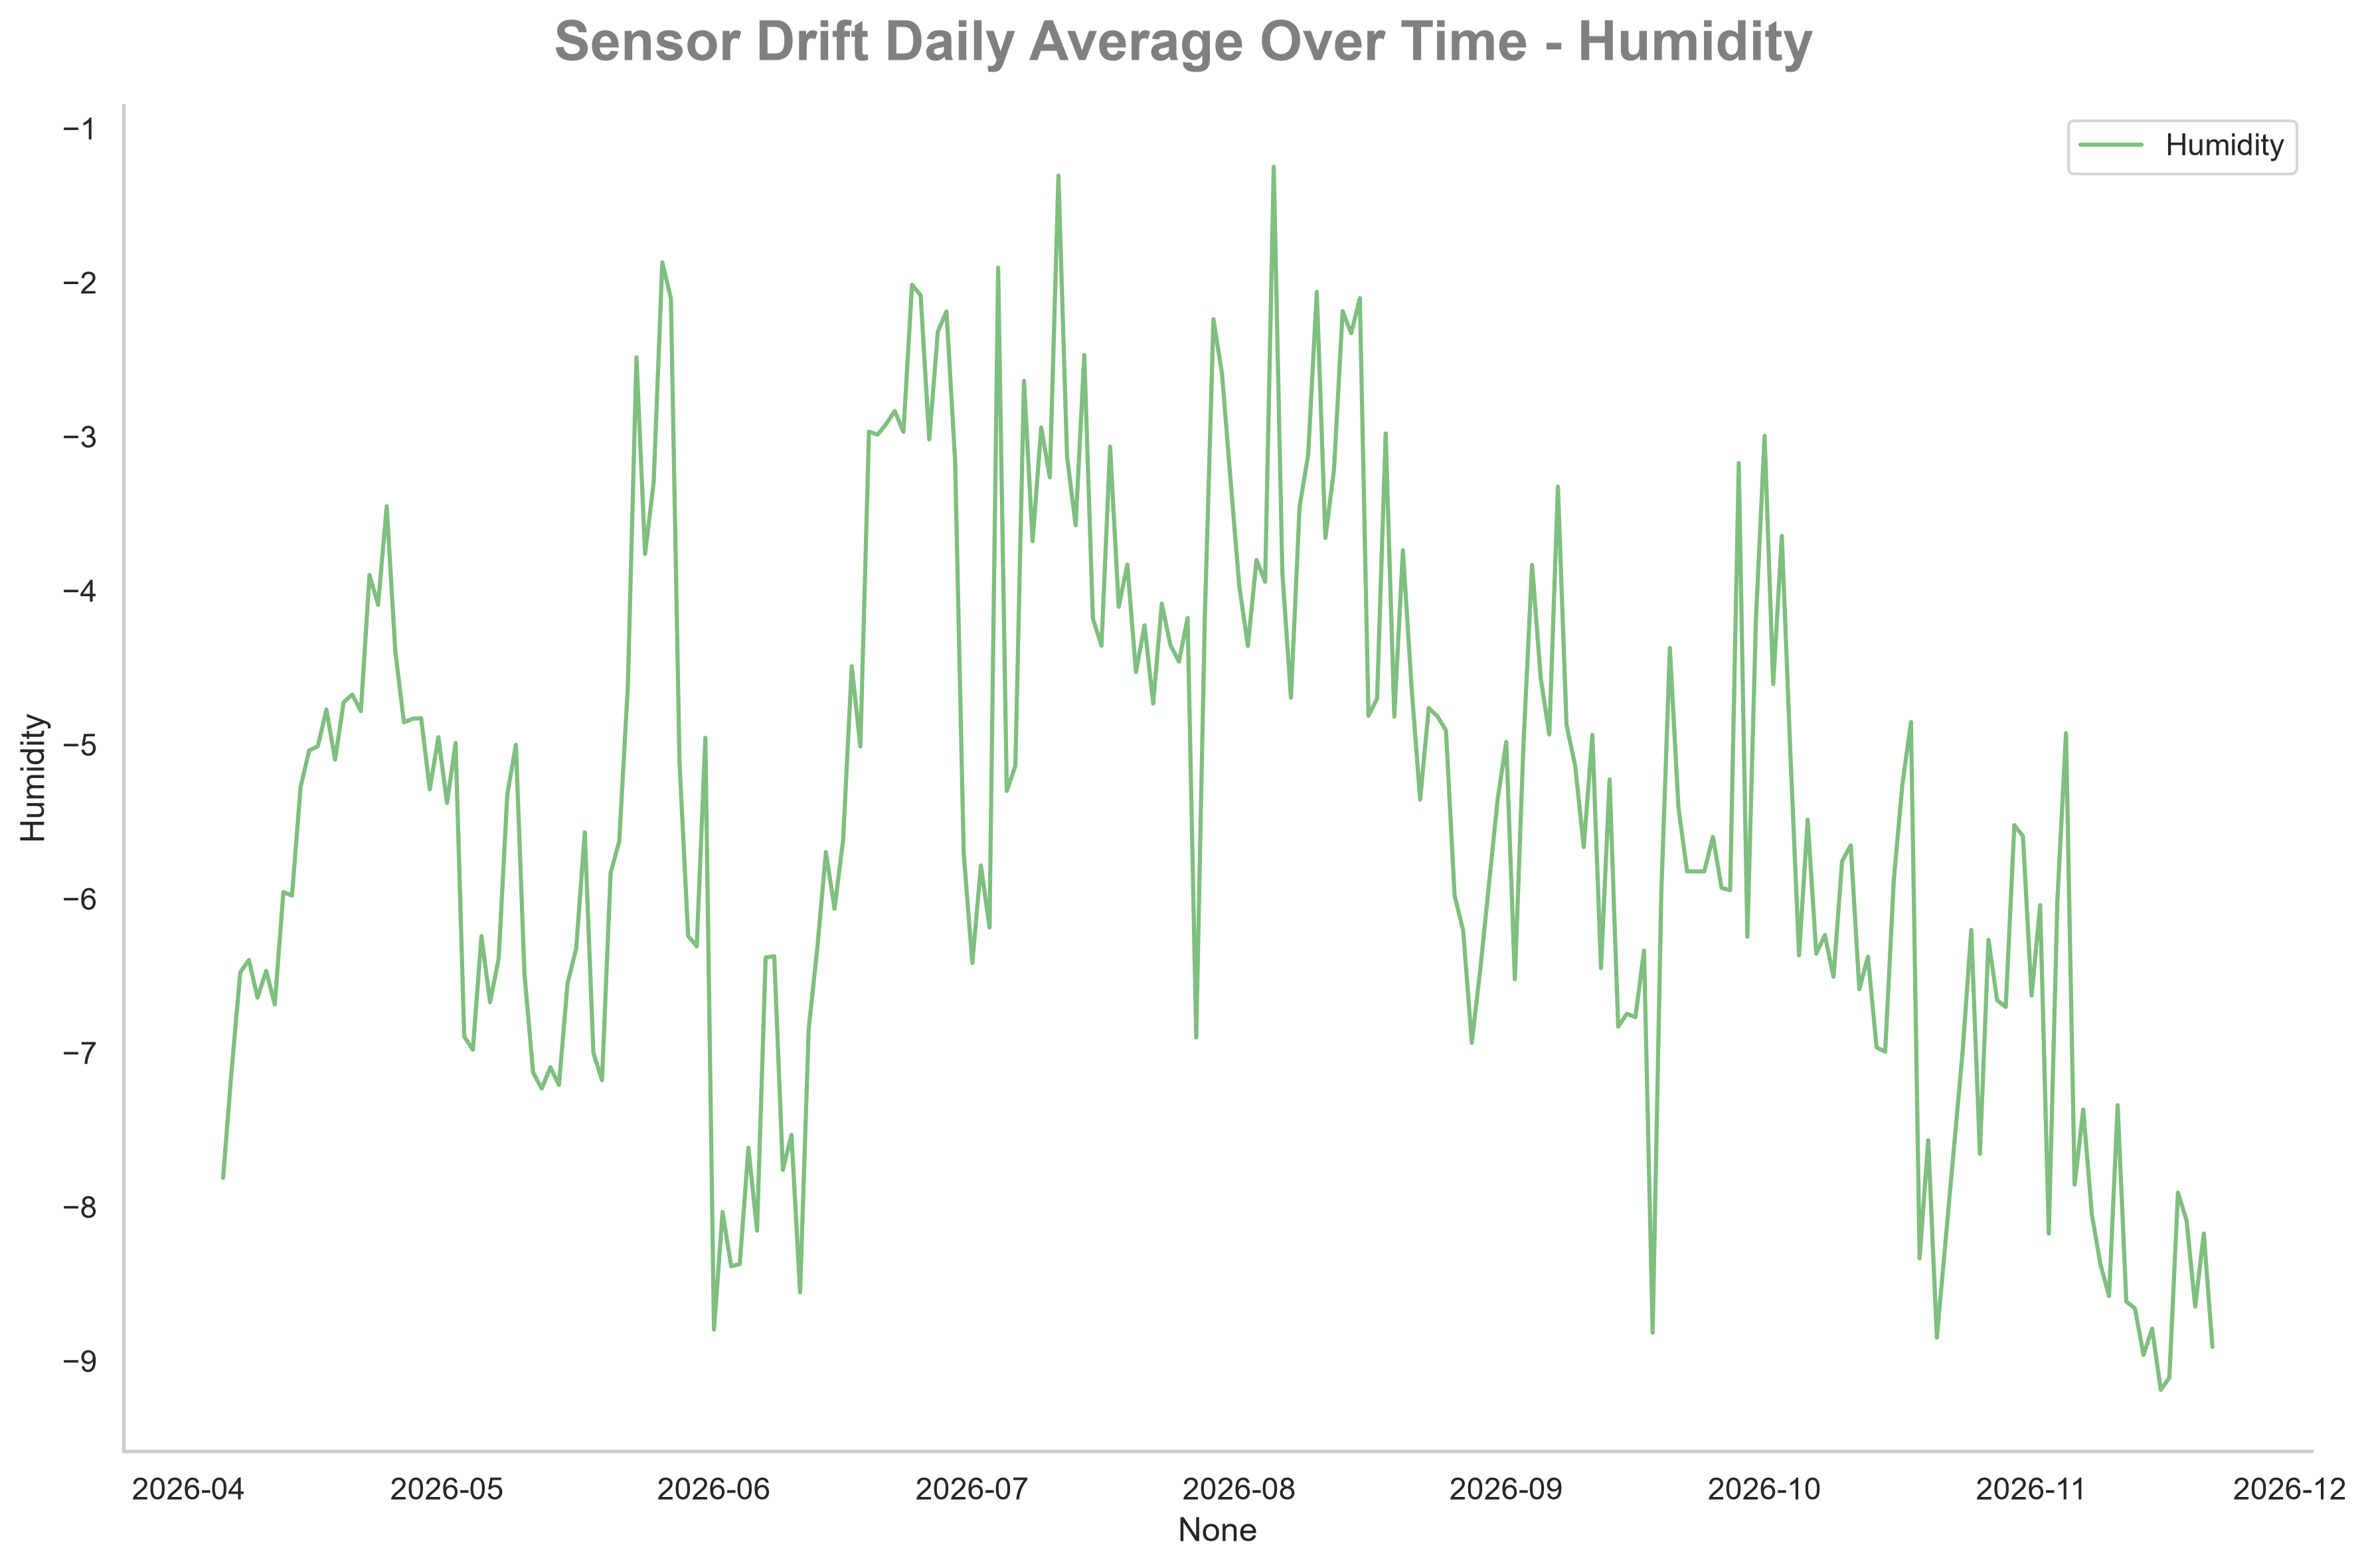 Sensor Drift Daily Average Over Time - Humidity
Humidity
−1
−2
−3
−4
−5
−6
−7
−8
−9
Humidity
2026-04 2026-05 2026-06 2026-07 2026-08 2026-09 2026-10 2026-11 2026-12
None